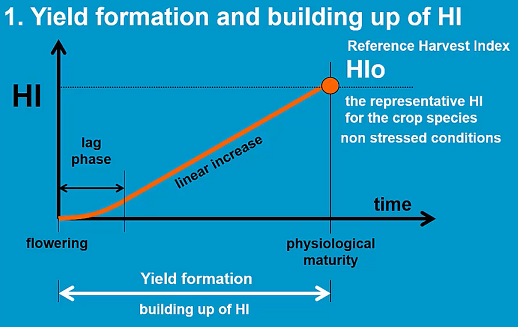 1. Yield formation and building up of HI
Reference Harvest Index
HIo
HI
the representative HI
for the crop species
non stressed conditions
lag
phase
linear increase
time
flowering
physiological
maturity
Yield formation
building up of HI